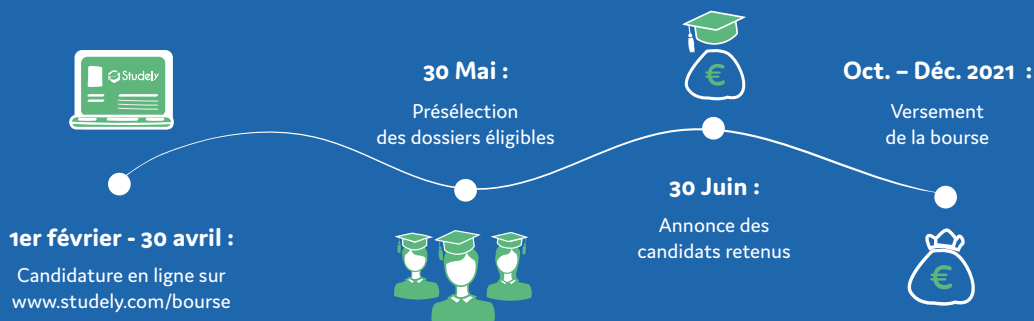 Studely
1er février - 30 avril :
Candidature en ligne sur
www.studely.com/bourse
30 Mai :
Présélection
des dossiers éligibles
€
30 Juin :
Annonce des
candidats retenus
Oct. – Déc. 2021 :
Versement
de la bourse
€